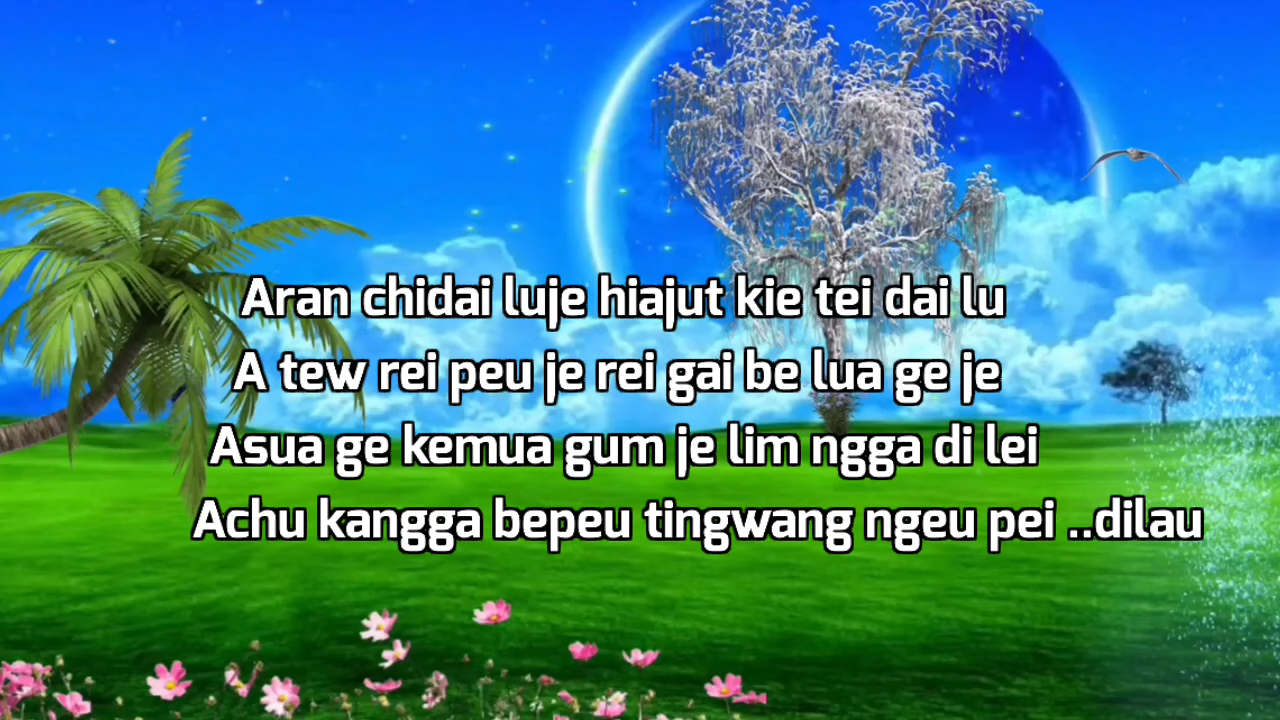 Aran chidai luje hiajut kie tei dai lu
A tew rei peu je rei gai be lua ge je
Asua ge kemua gum je lim ngga di lei
Achu kangga bepeu tingwang ngeu pei ..dilau